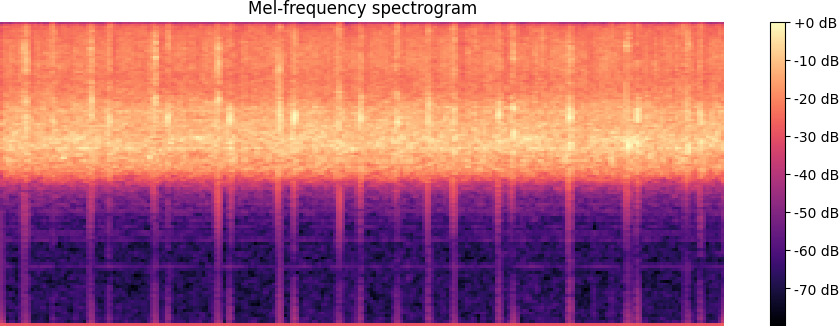 Mel-frequency spectrogram
+0 dB
-10 dB
-20 dB
-30 dB
-40 dB
-50 dB
-60 dB
-70 dB